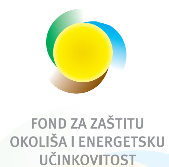 FOND ZA ZAŠTITU
OKOLIŠA I ENERGETSKU
UČINKOVITOST